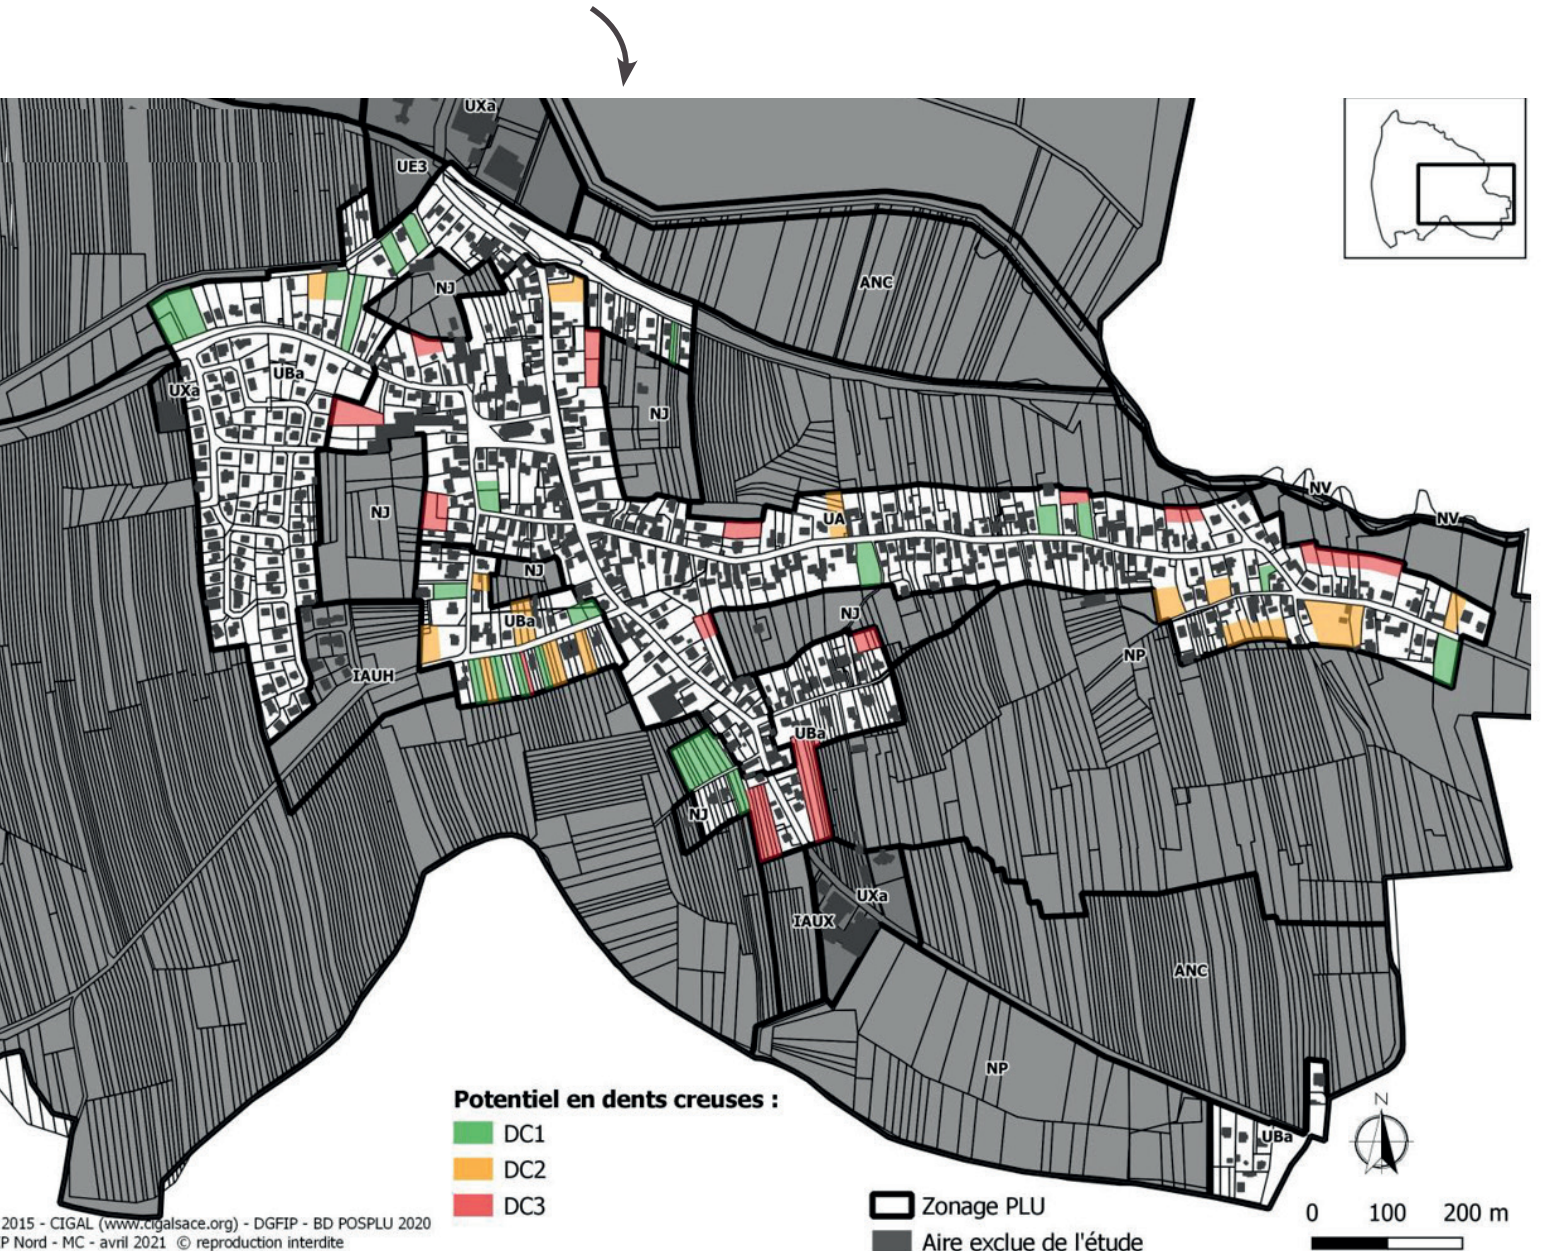 UXa
UE3
NJ
ANC
UBa
UXa
NJ
NJ
NV
NV
UA
NJ
NJ
UBa
NP
IAUH
UBa
NJ
UXa
IAUX
ANC
NP
UBa
Potentiel en dents creuses :
DC1
DC2
DC3
N
Zonage PLU
0 100 200 m
Aire exclue de l'étude
2015 - CIGAL (www.cigalsace.org) - DGFIP - BD POSPLU 2020
P Nord - MC - avril 2021 © reproduction interdite